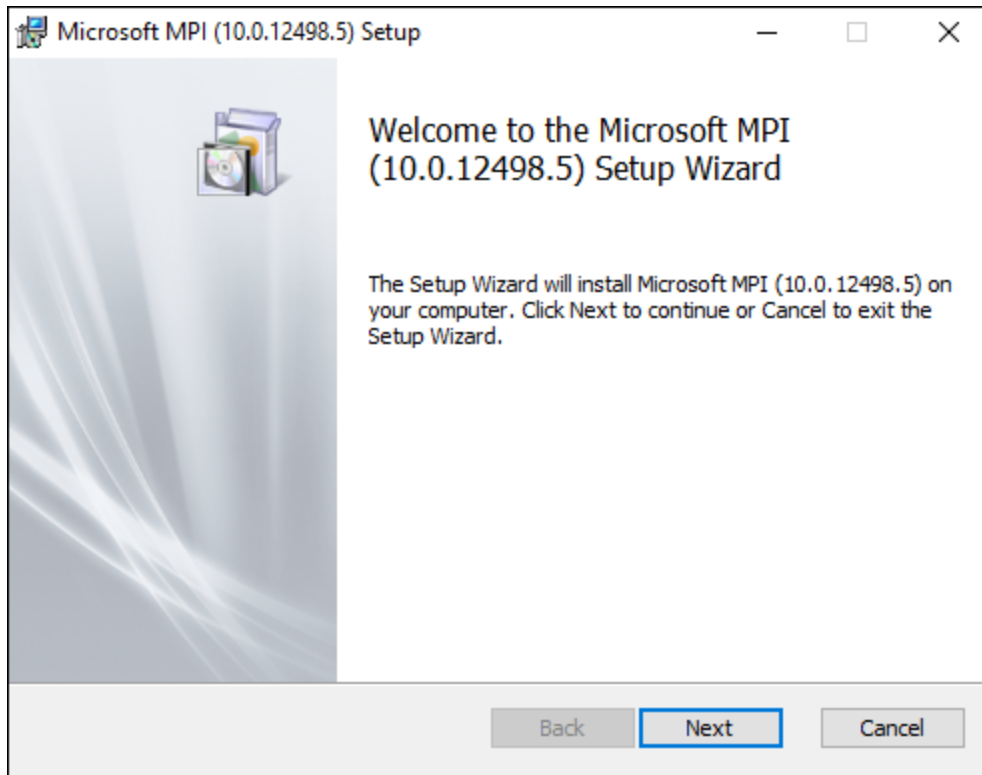 Microsoft MPI (10.0.12498.5) Setup
Welcome to the Microsoft MPI
(10.0.12498.5) Setup Wizard
The Setup Wizard will install Microsoft MPI (10.0.12498.5) on
your computer. Click Next to continue or Cancel to exit the
Setup Wizard.
Back Next Cancel